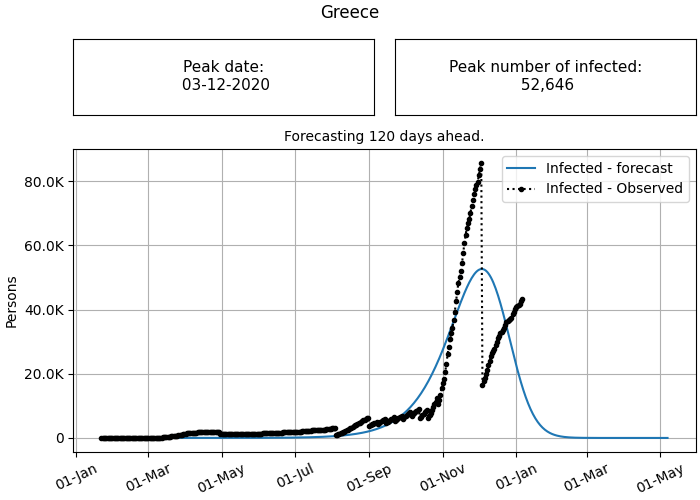 Greece
Peak date:
03-12-2020
Peak number of infected:
52,646
Forecasting 120 days ahead.
Infected - forecast
Infected - Observed
80.0K
60.0K
40.0K
20.0K
0
Persons
01-Jan
01-Mar
01-May
01-Jul
01-Sep
01-Nov
01-Jan
01-Mar
01-May